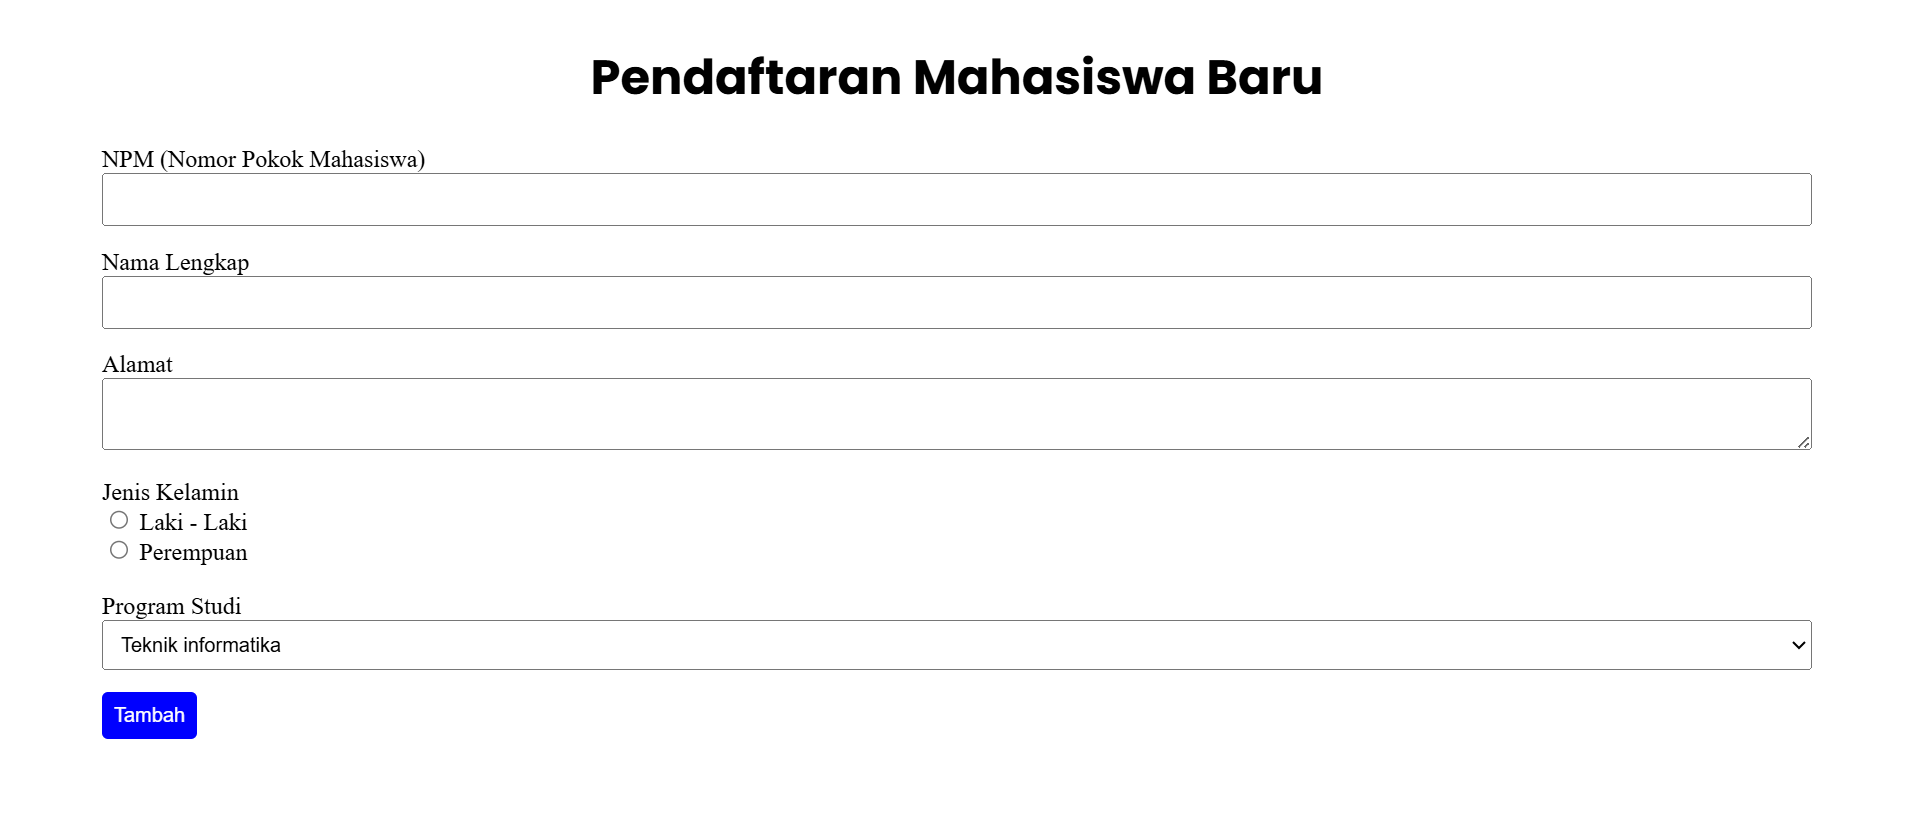 Pendaftaran Mahasiswa Baru
NPM (Nomor Pokok Mahasiswa)
Nama Lengkap
Alamat
Jenis Kelamin
Laki - Laki
Perempuan
Program Studi
Teknik informatika
Tambah